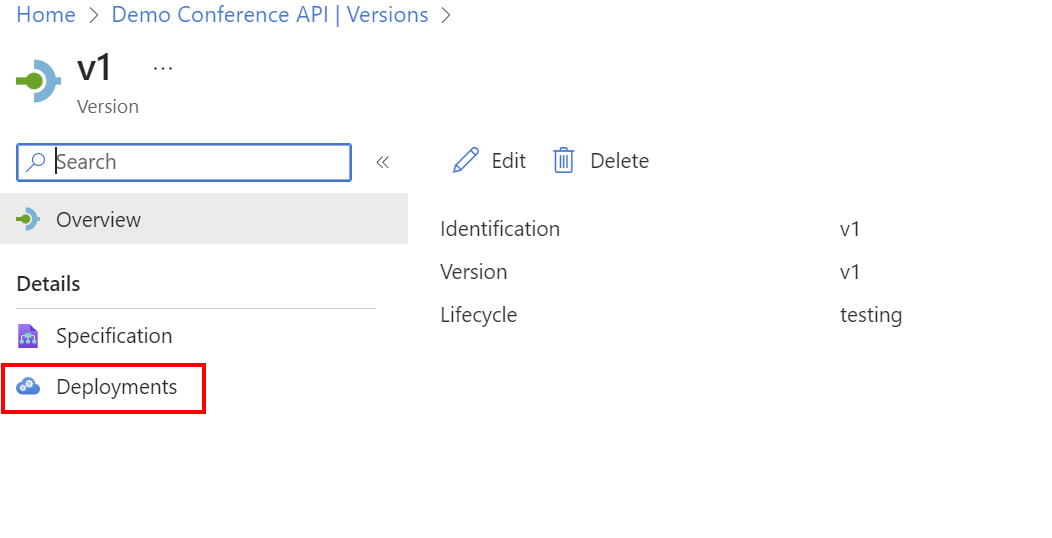 Home > Demo Conference API | Versions >
v1 ...
Version
Search «
Edit Delete
Overview
Identification v1
Version v1
Details
Lifecycle testing
Specification
Deployments